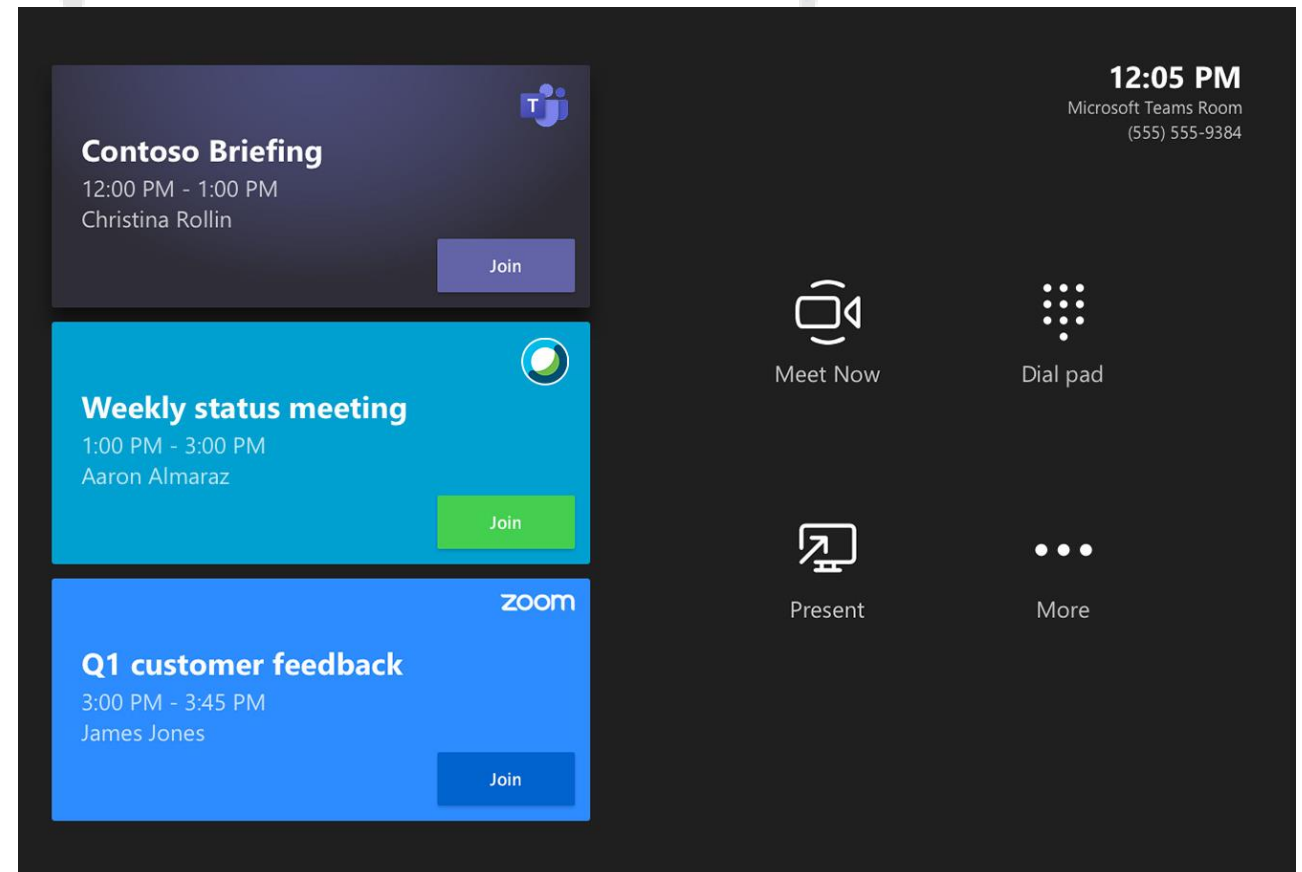 Contoso Briefing
12:00 PM - 1:00 PM
Christina Rollin
Join
Weekly status meeting
1:00 PM - 3:00 PM
Aaron Almaraz
Join
zoom
Q1 customer feedback
3:00 PM - 3:45 PM
James Jones
Join
12:05 PM
Microsoft Teams Room
(555) 555-9384
Meet Now
Dial pad
Present
More